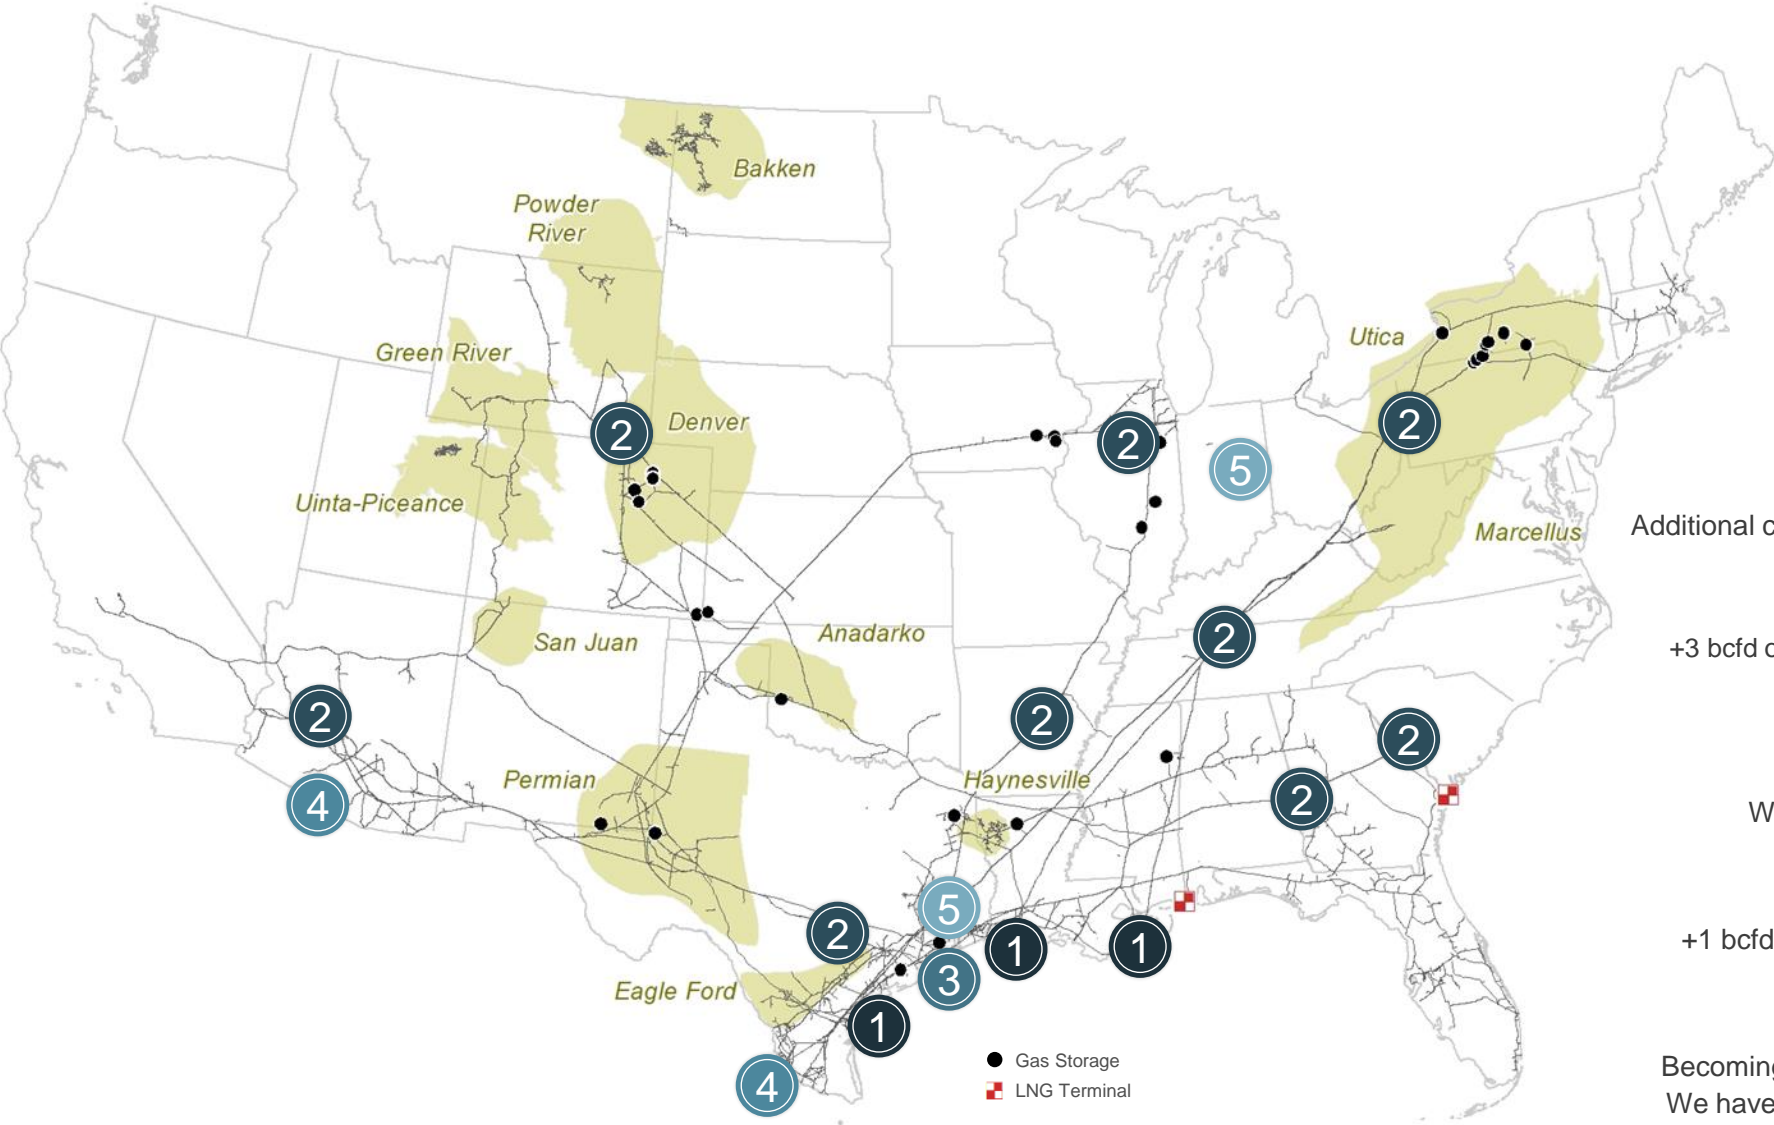 Bakken
Powder
River
Utica
Green River
Denver
2
2
2
5
Uinta-Piceance
Marcellus
Additional c
San Juan
Anadarko
2
+3 bcfd o
2
2
2
Permian
Haynesville
4
2
W
5
2
1
1
+1 bcfd
3
Eagle Ford
1
Gas Storage
4
LNG Terminal
Becoming
We have